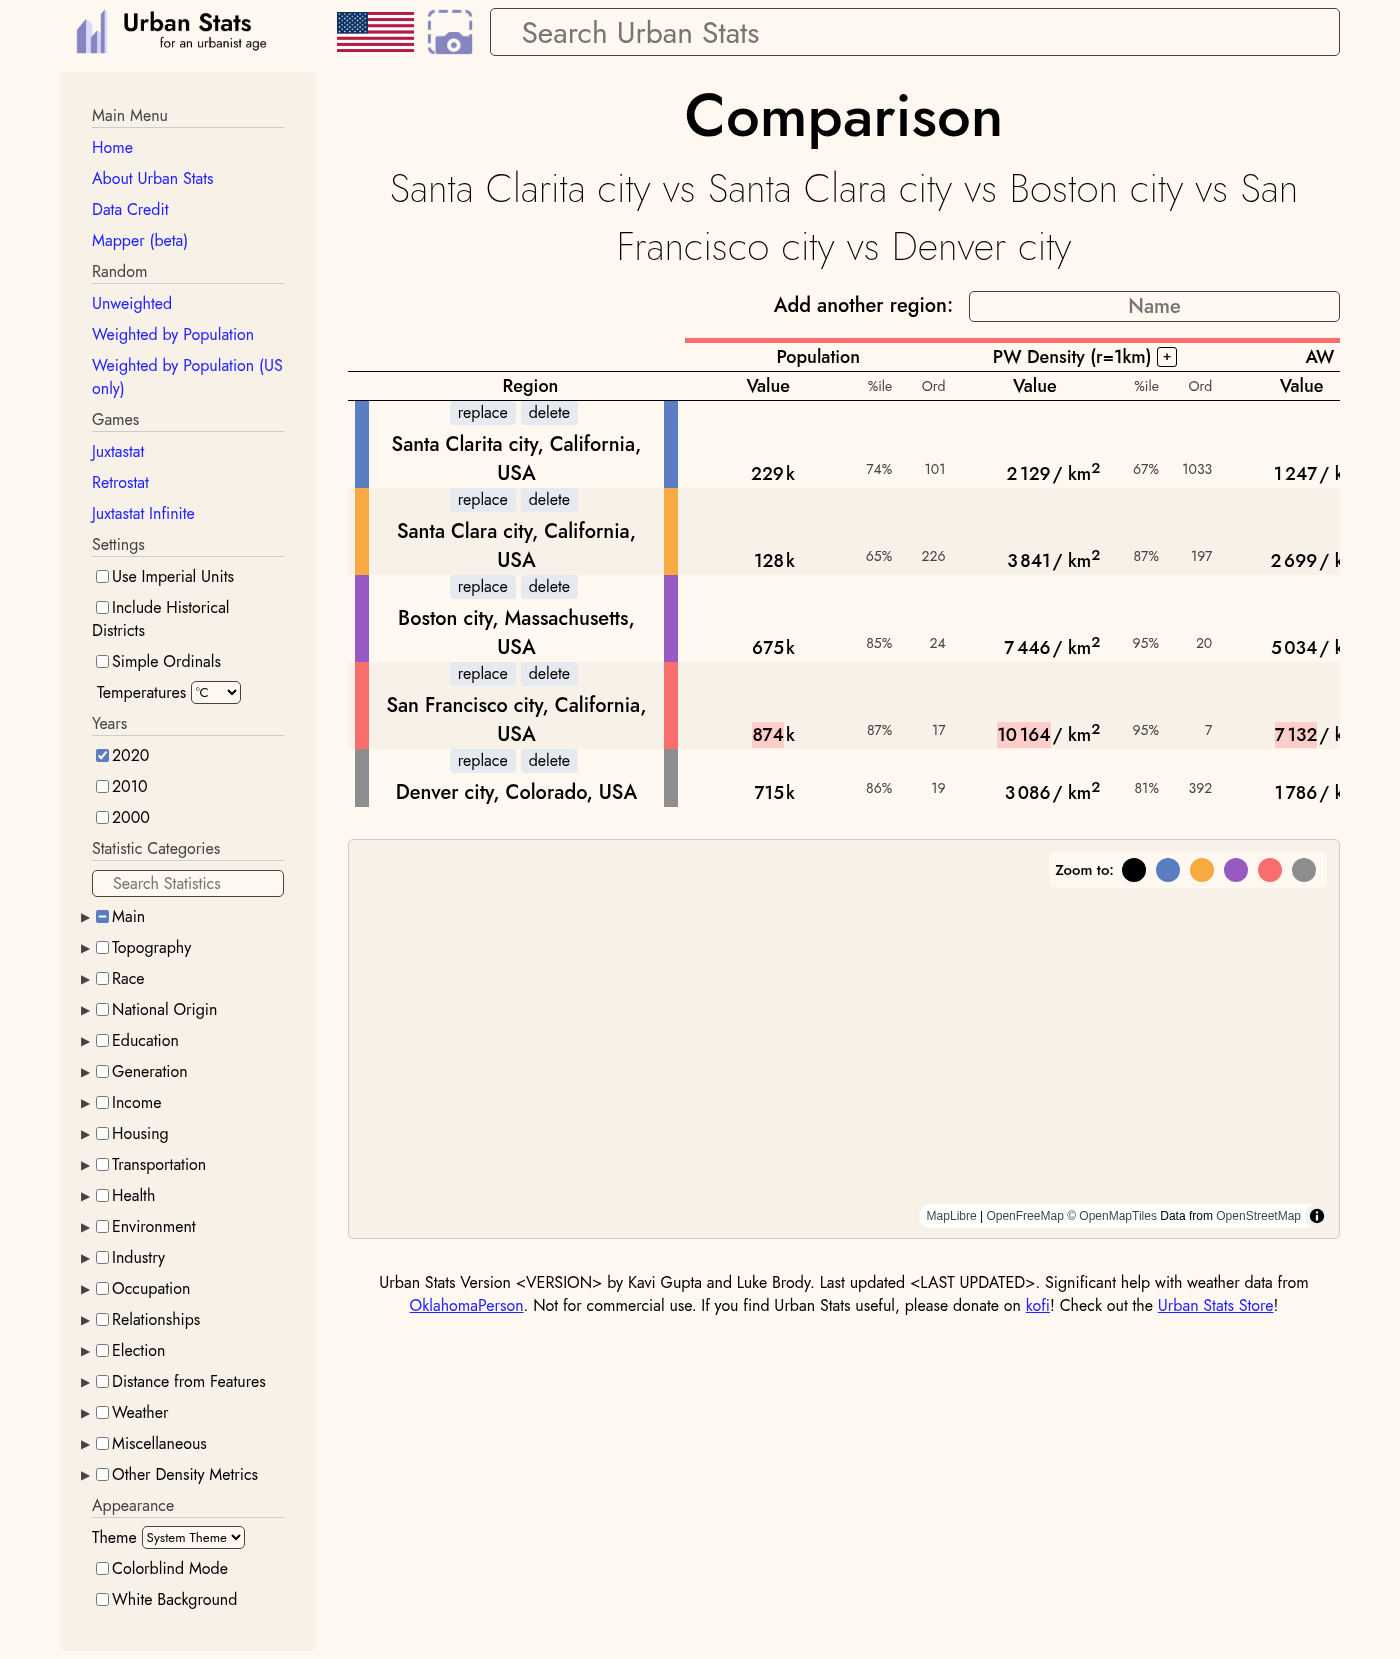 Urban Stats
for an urbanist age
Search Urban Stats
Main Menu
Home
About Urban Stats
Data Credit
Mapper (beta)
Random
Unweighted
Weighted by Population
Weighted by Population (US
only)
Games
Juxtastat
Retrostat
Juxtastat Infinite
Settings
Use Imperial Units
Include Historical
Districts
Simple Ordinals
Temperatures °C
Years
2020
2010
2000
Statistic Categories
Search Statistics
Main
Topography
Race
National Origin
Education
Generation
Income
Housing
Transportation
Health
Environment
Industry
Occupation
Relationships
Election
Distance from Features
Weather
Miscellaneous
Other Density Metrics
Appearance
Theme System Theme
Colorblind Mode
White Background
Comparison
Santa Clarita city vs Santa Clara city vs Boston city vs San
Francisco city vs Denver city
Add another region: Name
Population PW Density (r=1km) + AW
Region Value %ile Ord Value %ile Ord Value
replace delete
Santa Clarita city, California,
USA 229k 74% 101 2 129 / km² 67% 1033 1 247 / k
replace delete
Santa Clara city, California,
USA 128k 65% 226 3 841 / km² 87% 197 2 699 / k
replace delete
Boston city, Massachusetts,
USA 675k 85% 24 7 446 / km² 95% 20 5 034 / k
replace delete
San Francisco city, California,
USA 874k 87% 17 10 164 / km² 95% 7 7 132 / k
replace delete
Denver city, Colorado, USA 715k 86% 19 3 086 / km² 81% 392 1 786 / k
Zoom to:
MapLibre | OpenFreeMap © OpenMapTiles Data from OpenStreetMap
Urban Stats Version <VERSION> by Kavi Gupta and Luke Brody. Last updated <LAST UPDATED>. Significant help with weather data from
OklahomaPerson. Not for commercial use. If you find Urban Stats useful, please donate on kofi! Check out the Urban Stats Store!